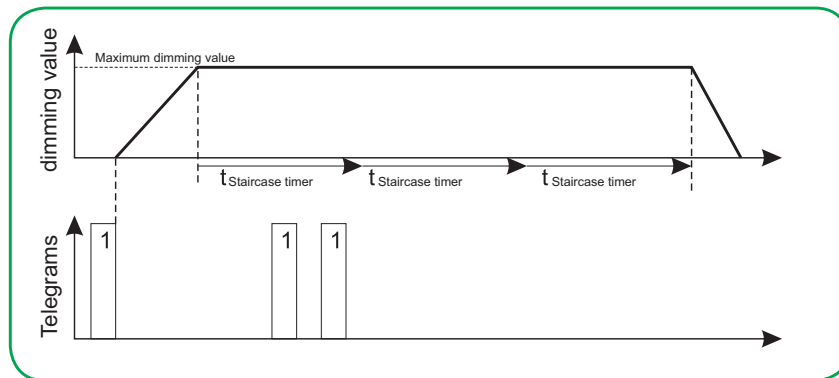 dimming value
Maximum dimming value
t Staircase timer
t Staircase timer
t Staircase timer
Telegrams
1
1
1